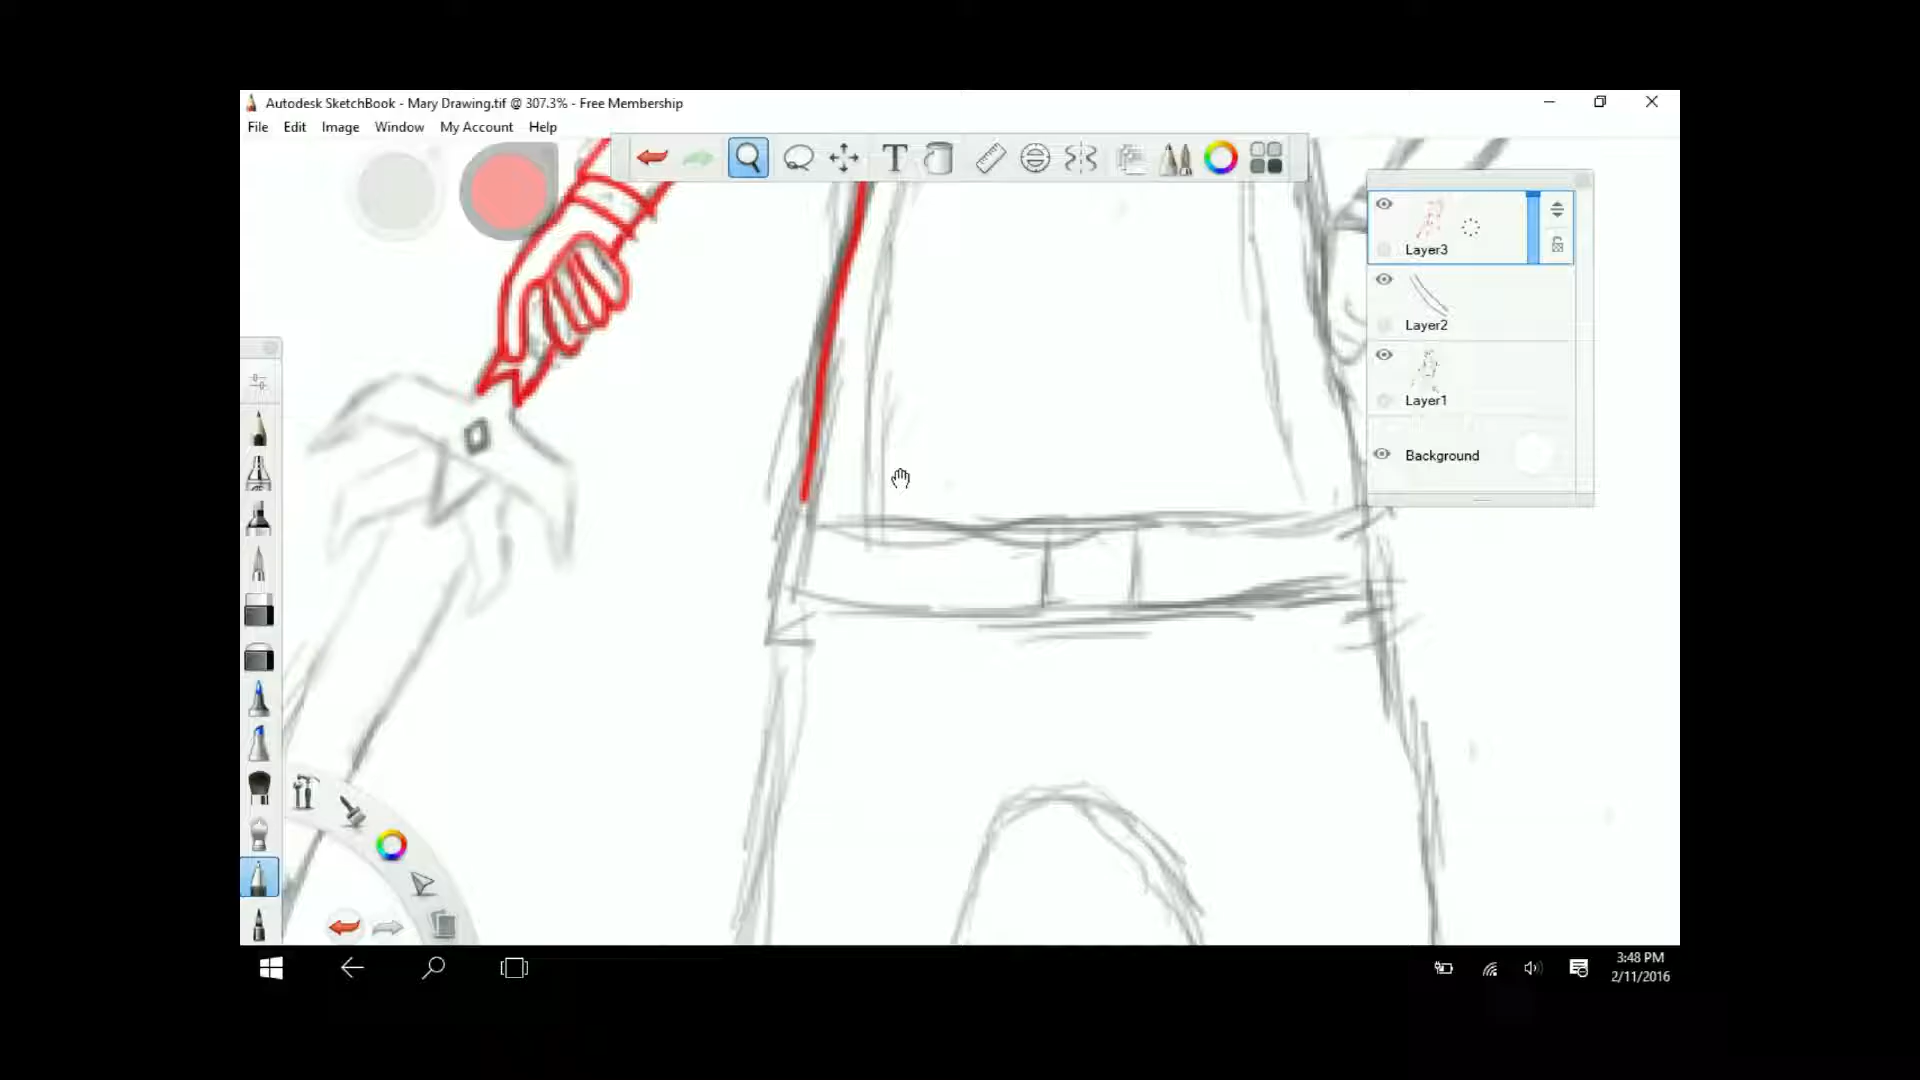 Autodesk SketchBook - Mary Drawing.tif @ 307.3% - Free Membership
File Edit Image Window My Account Help
T
Layer3
Layer2
Layer1
Background
3:48 PM
2/11/2016